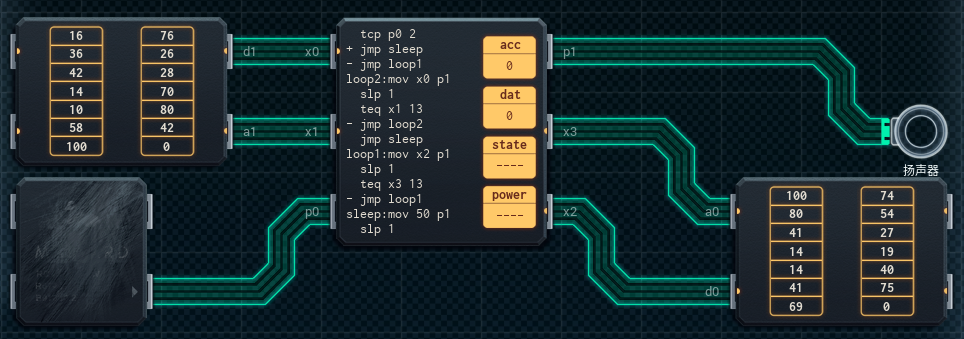 16 76
36 26
42 28
14 70
10 80
58 42
100 0
d1 x0
a1 x1
p0
tcp p0 2
+ jmp sleep
- jmp loop1
loop2:mov x0 p1
slp 1
teq x1 13
- jmp loop2
jmp sleep
loop1:mov x2 p1
slp 1
teq x3 13
- jmp loop1
sleep:mov 50 p1
slp 1
acc
0
dat
0
state
----
power
----
p1
x3
x2
a0
d0
扬声器
100 74
80 54
41 27
14 19
14 40
41 75
69 0